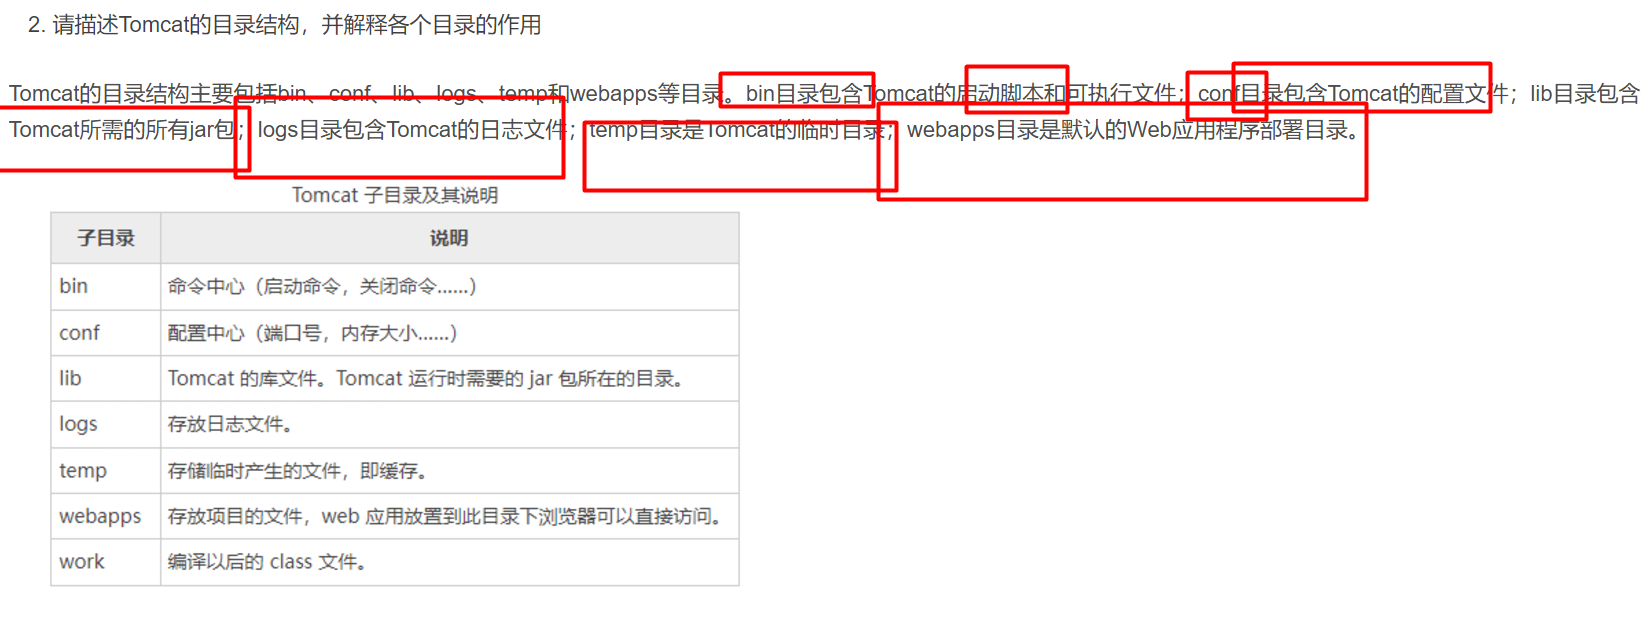 2. 请描述Tomcat的目录结构，并解释各个目录的作用
Tomcat的目录结构主要包括bin、conf、lib、logs、temp和webapps等目录。bin目录包含Tomcat的启动脚本和可执行文件；conf目录包含Tomcat的配置文件；lib目录包含
Tomcat所需的所有jar包；logs目录包含Tomcat的日志文件；temp目录是Tomcat的临时目录；webapps目录是默认的Web应用程序部署目录。
Tomcat 子目录及其说明
子目录 说明
bin 命令中心（启动命令，关闭命令……）
conf 配置中心（端口号，内存大小……）
lib Tomcat 的库文件。Tomcat 运行时需要的 jar 包所在的目录。
logs 存放日志文件。
temp 存储临时产生的文件，即缓存。
webapps 存放项目的文件，web 应用放置到此目录下浏览器可以直接访问。
work 编译以后的 class 文件。